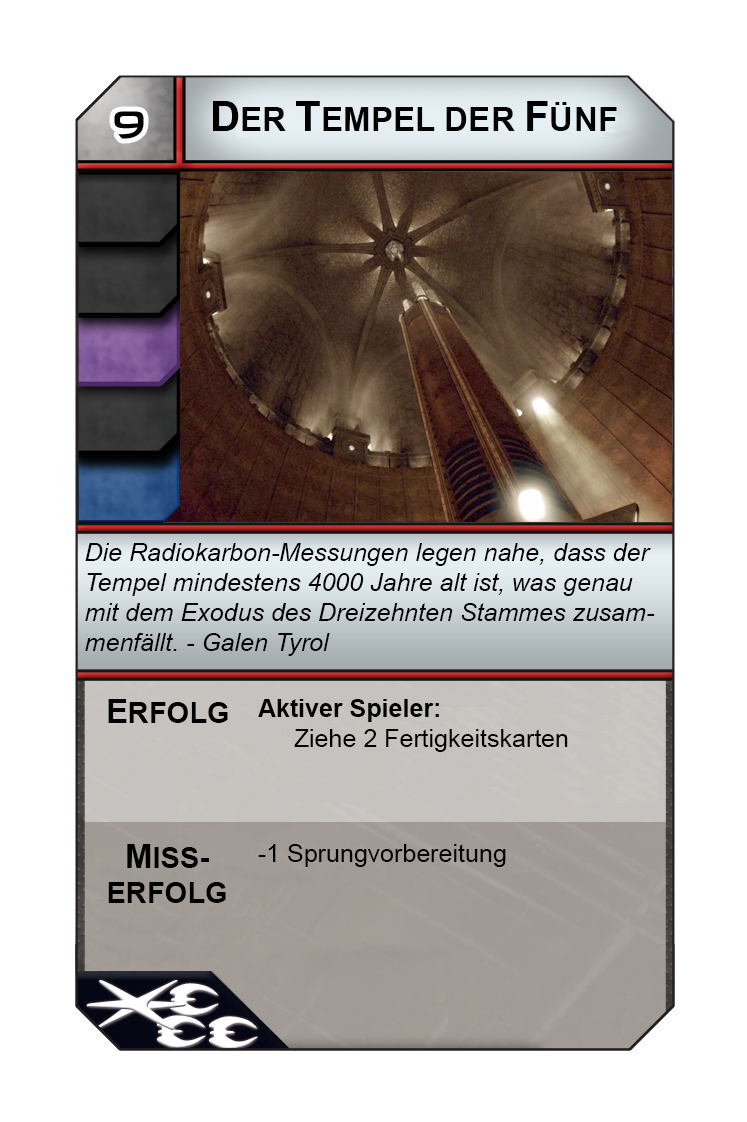 9
DER TEMPEL DER FÜNF
Die Radiokarbon-Messungen legen nahe, dass der
Tempel mindestens 4000 Jahre alt ist, was genau
mit dem Exodus des Dreizehnten Stammes zusam-
menfällt. - Galen Tyrol
ERFOLG
Aktiver Spieler:
Ziehe 2 Fertigkeitskarten
MISS-
ERFOLG
-1 Sprungvorbereitung